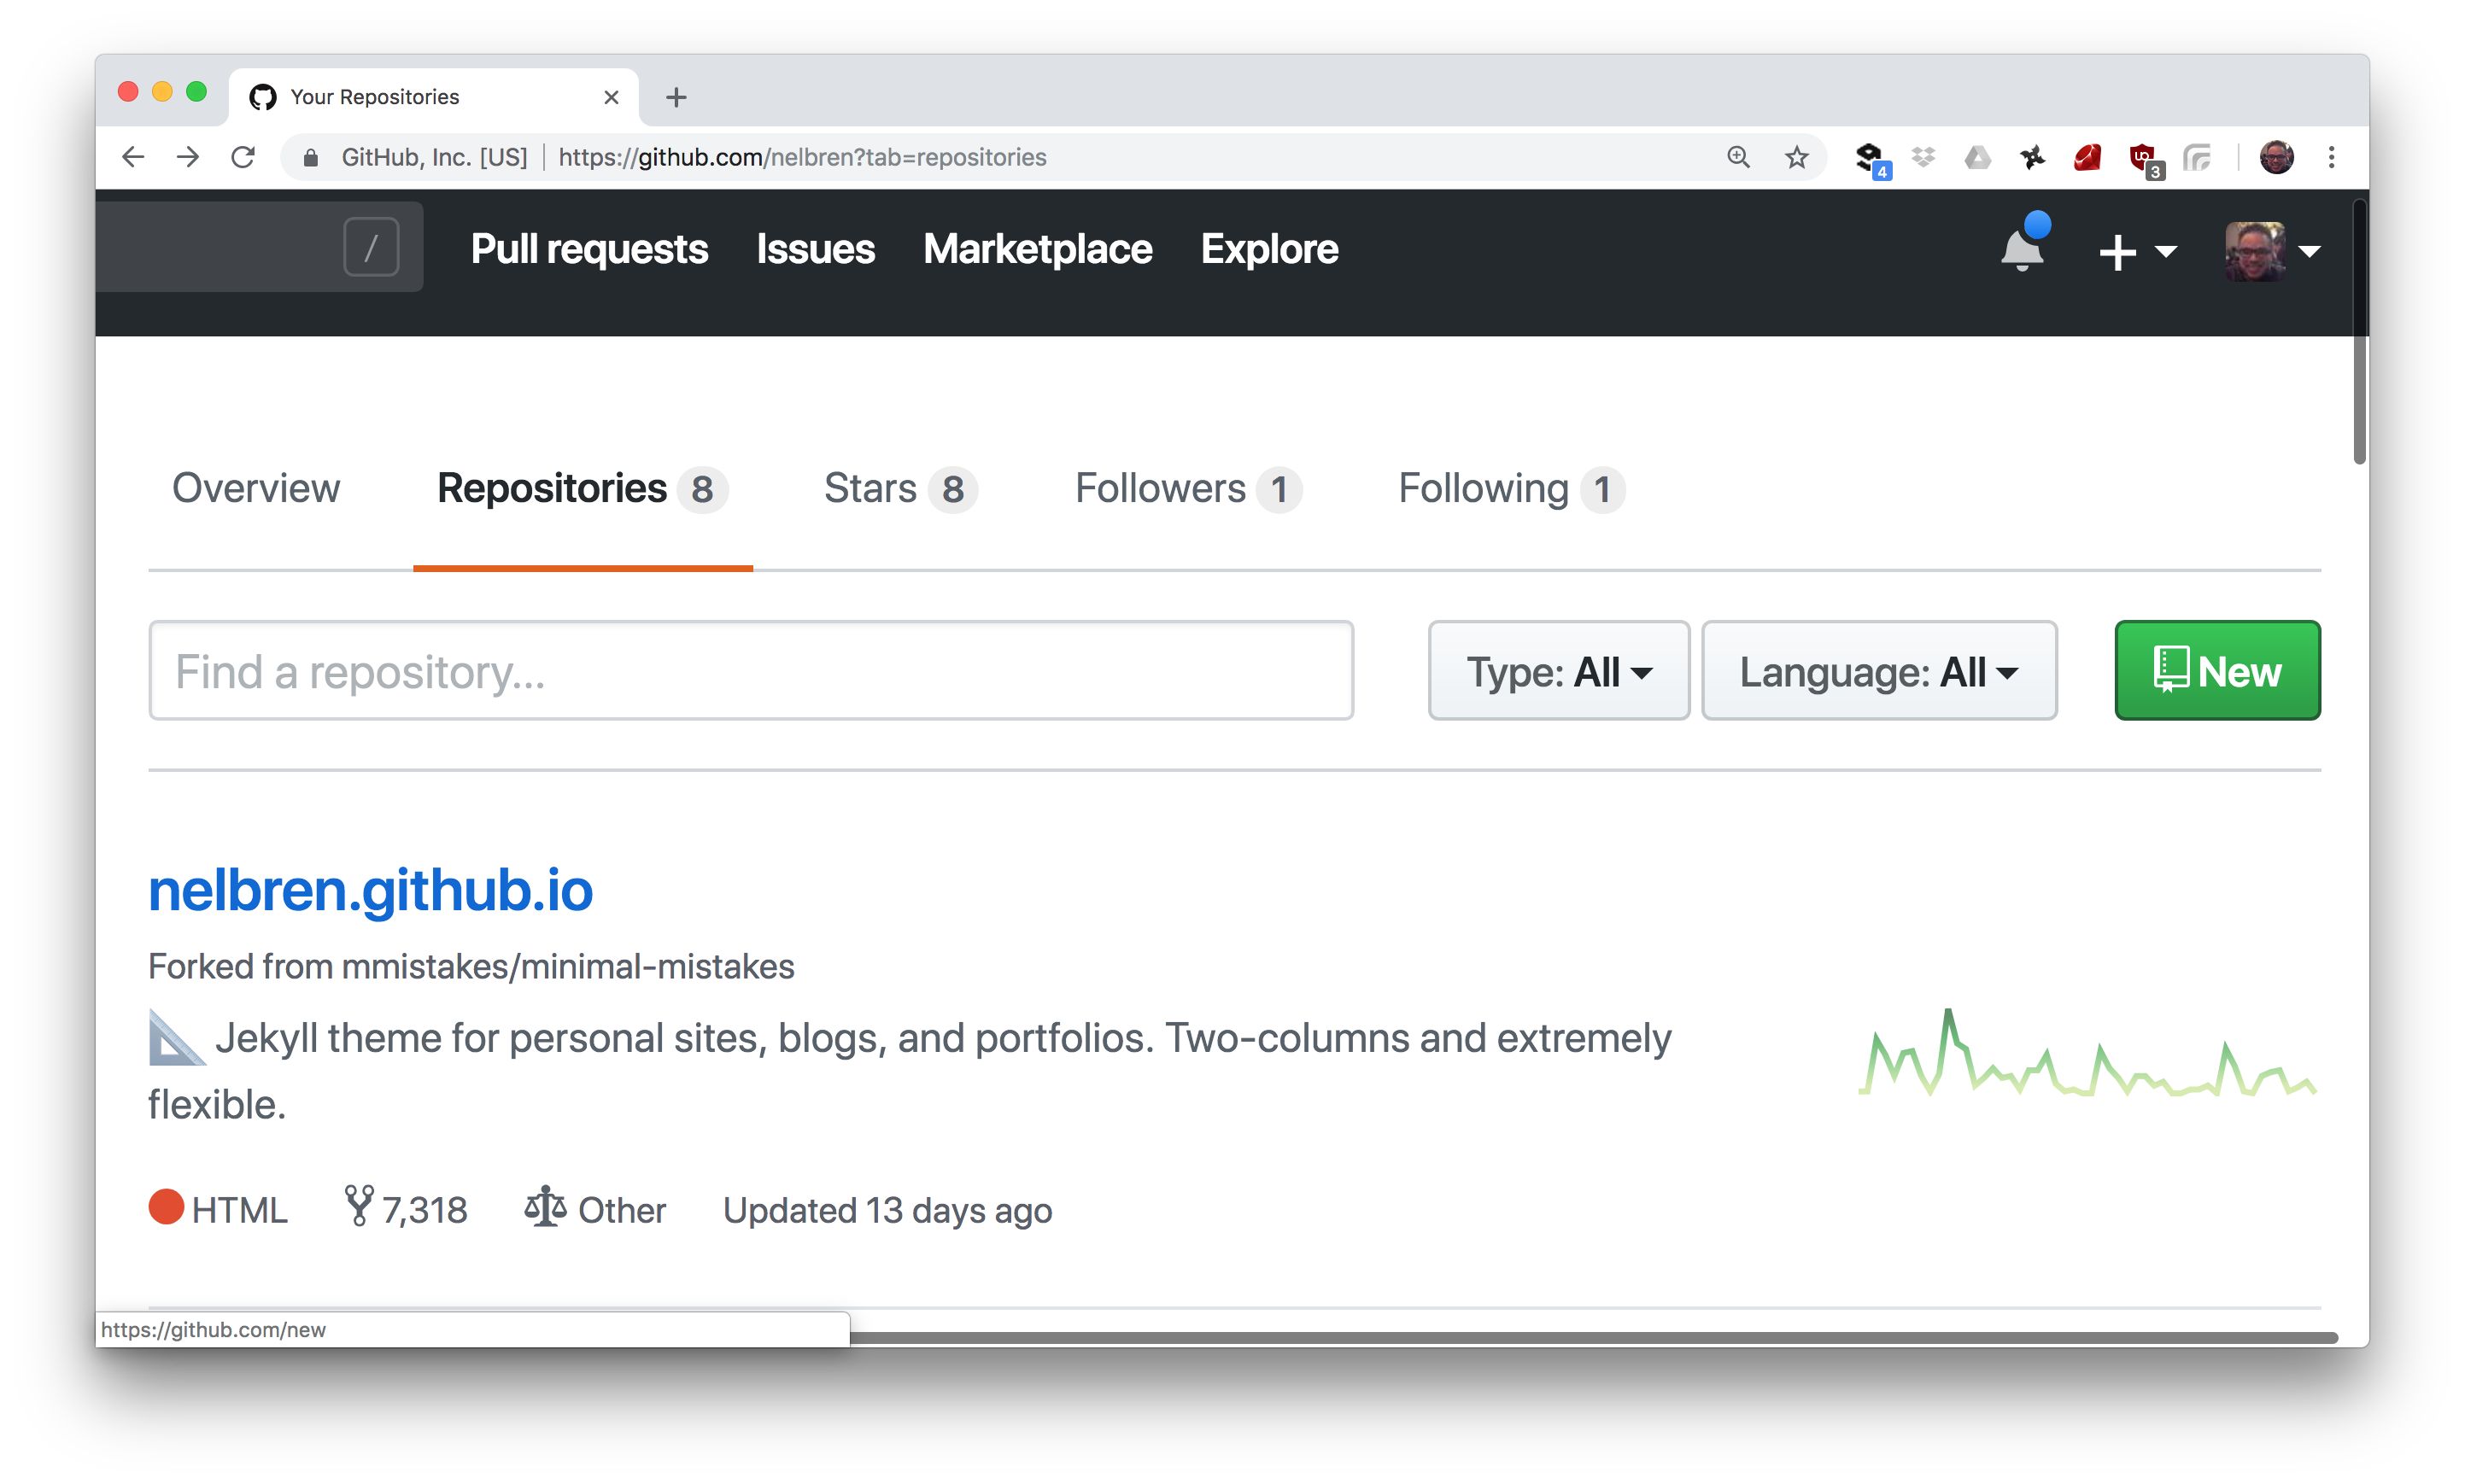 Your Repositories
GitHub, Inc. [US] https://github.com/nelbren?tab=repositories 4 3
/ Pull requests Issues Marketplace Explore
Overview Repositories 8 Stars 8 Followers 1 Following 1
Find a repository... Type: All Language: All New
nelbren.github.io
Forked from mmistakes/minimal-mistakes
Jekyll theme for personal sites, blogs, and portfolios. Two-columns and extremely
flexible.
HTML 7,318 Other Updated 13 days ago
https://github.com/new